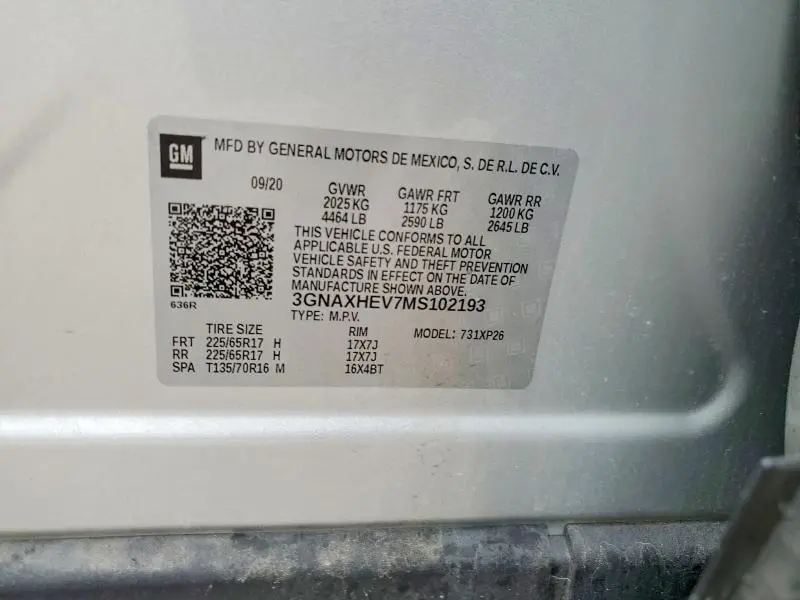 GM MFD BY GENERAL MOTORS DE MEXICO, S. DE R.L. DE C.V.
09/20 GVWR GAWR FRT GAWR RR
2025 KG 1175 KG 1200 KG
4464 LB 2590 LB 2645 LB
THIS VEHICLE CONFORMS TO ALL
APPLICABLE U.S. FEDERAL MOTOR
VEHICLE SAFETY AND THEFT PREVENTION
STANDARDS IN EFFECT ON THE DATE OF
MANUFACTURE SHOWN ABOVE.
636R
3GNAXHEV7MS102193
TYPE: M.P.V.
TIRE SIZE RIM MODEL: 731XP26
FRT 225/65R17 H 17X7J
RR 225/65R17 H 17X7J
SPA T135/70R16 M 16X4BT